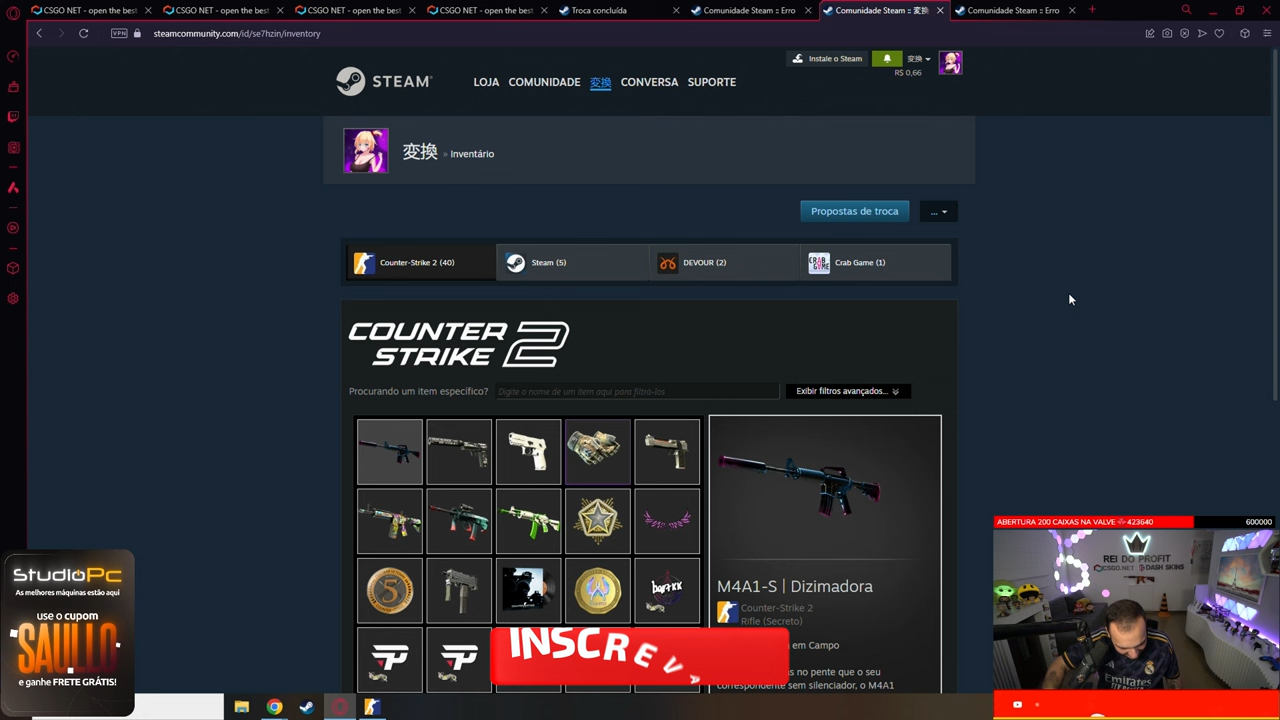 CSGO NET - open the best
CSGO NET - open the best
CSGO NET - open the best
CSGO NET - open the best
Troca concluída
Comunidade Steam :: Erro
Comunidade Steam :: 変換
Comunidade Steam :: Erro
VPN
steamcommunity.com/id/se7hzin/inventory
STEAM
LOJA
COMUNIDADE
変換
CONVERSA
SUPORTE
Instale o Steam
変換
R$ 0,66
変換 » Inventário
Propostas de troca
...
Counter-Strike 2 (40)
Steam (5)
DEVOUR (2)
CRAB GAME
Crab Game (1)
COUNTER
STRIKE 2
Procurando um item específico?
Digite o nome de um item aqui para filtrá-los
Exibir filtros avançados...
5
M4A1-S | Dizimadora
Counter-Strike 2
Rifle (Secreto)
em Campo
as no pente que o seu
correspondente sem silenciador, o M4A1
INSCREVA
STUDIOPC
As melhores máquinas estão aqui
use o cupom
SAULLO
e ganhe FRETE GRÁTIS!
ABERTURA 200 CAIXAS NA VALVE
423640
600000
REI DO PROFIT
CSGO.NET
DASH SKINS